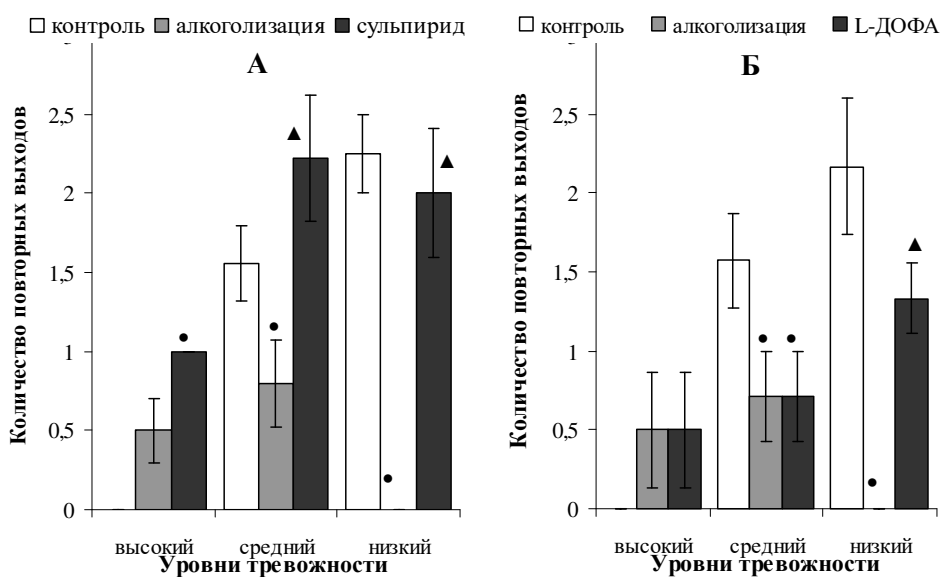 контроль алкоголизация сульпирид
А
2,5
2
1,5
1
0,5
0
Количество повторных выходов
высокий средний низкий
Уровни тревожности
контроль алкоголизация L-ДОФА
Б
2,5
2
1,5
1
0,5
0
Количество повторных выходов
высокий средний низкий
Уровни тревожности